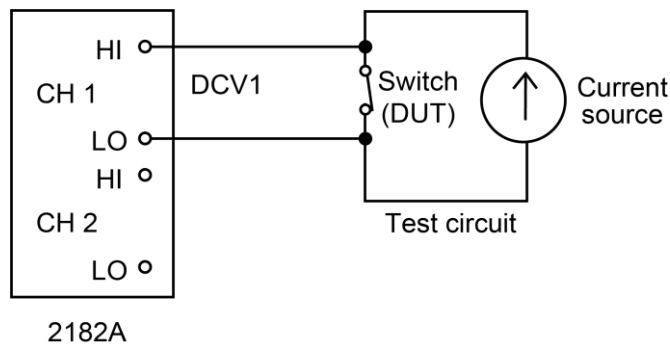 HI
CH 1
LO
HI
CH 2
LO
2182A
DCV1
Switch
(DUT)
Current
source
Test circuit